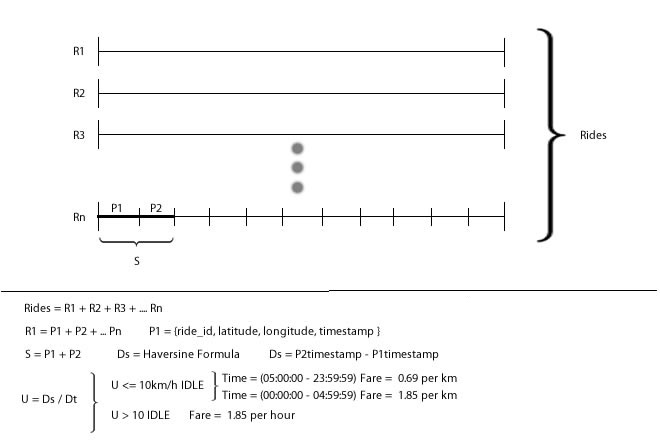 R1
R2
R3
Rides
P1 P2
Rn
S
Rides = R1 + R2 + R3 + .... Rn
R1 = P1 + P2 + ... Pn P1 = {ride_id, latitude, longitude, timestamp }
S = P1 + P2 Ds = Haversine Formula Ds = P2timestamp - P1timestamp
U <= 10km/h IDLE Time = (05:00:00 - 23:59:59) Fare = 0.69 per km
Time = (00:00:00 - 04:59:59) Fare = 1.85 per km
U = Ds / Dt
U > 10 IDLE Fare = 1.85 per hour